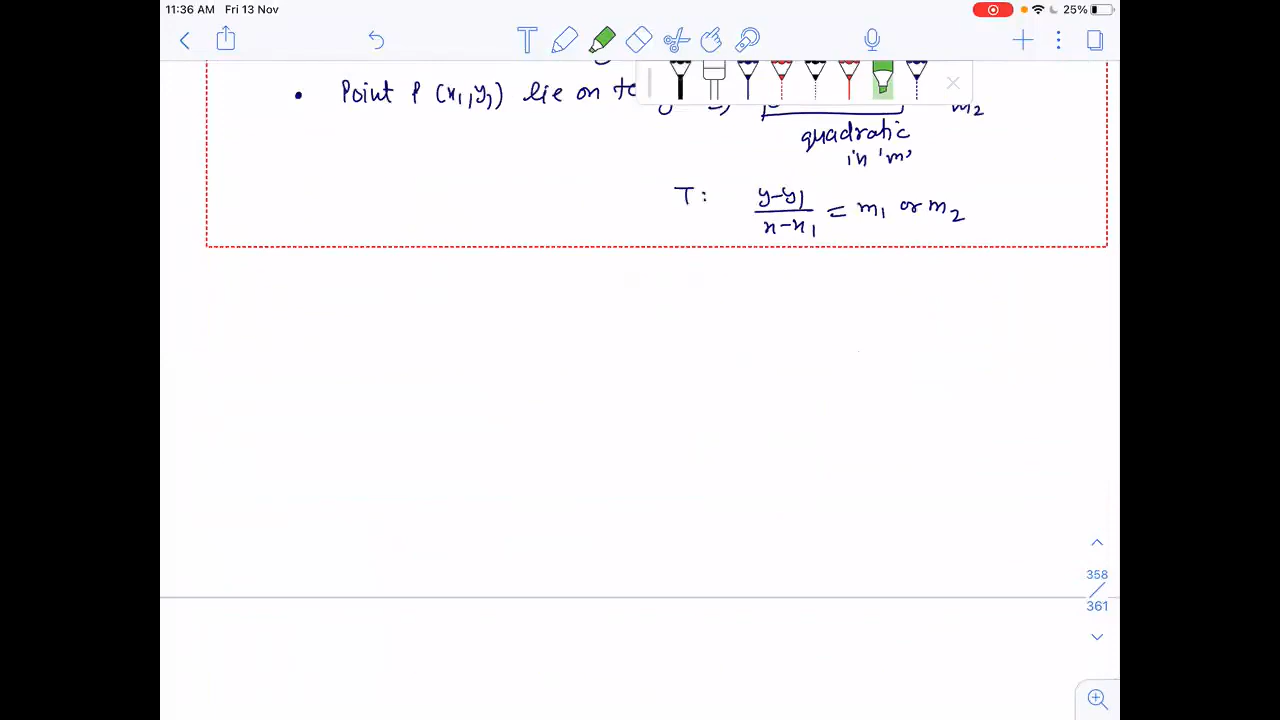 11:36 AM Fri 13 Nov
25%
T
• Point P (x1, y1) lie on m2
quadratic
in 'm'
T: y-y1 / x-x1 = m1 or m2
358
/
361